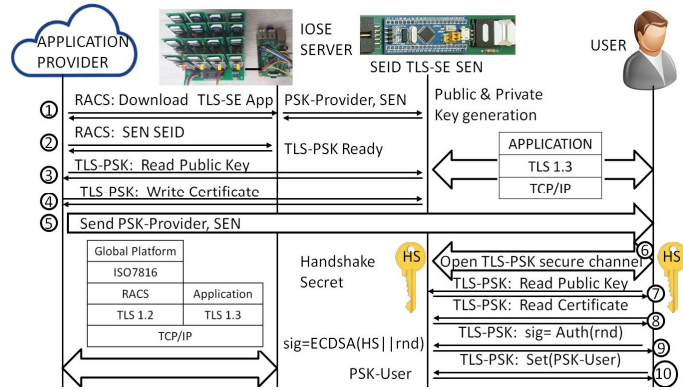 APPLICATION
PROVIDER
IOSE
SERVER
SEID TLS-SE SEN
USER
1
RACS: Download TLS-SE App
PSK-Provider, SEN
Public & Private
Key generation
2
RACS: SEN SEID
TLS-PSK Ready
APPLICATION
TLS 1.3
TCP/IP
3
TLS-PSK: Read Public Key
4
TLS-PSK: Write Certificate
5
Send PSK-Provider, SEN
6
Global Platform
ISO7816
RACS
Application
TLS 1.2
TLS 1.3
TCP/IP
Handshake
Secret
HS
Open TLS-PSK secure channel
HS
TLS-PSK: Read Public Key
7
TLS-PSK: Read Certificate
8
sig=ECDSA(HS||rnd)
TLS-PSK: sig= Auth(rnd)
9
PSK-User
TLS-PSK: Set(PSK-User)
10